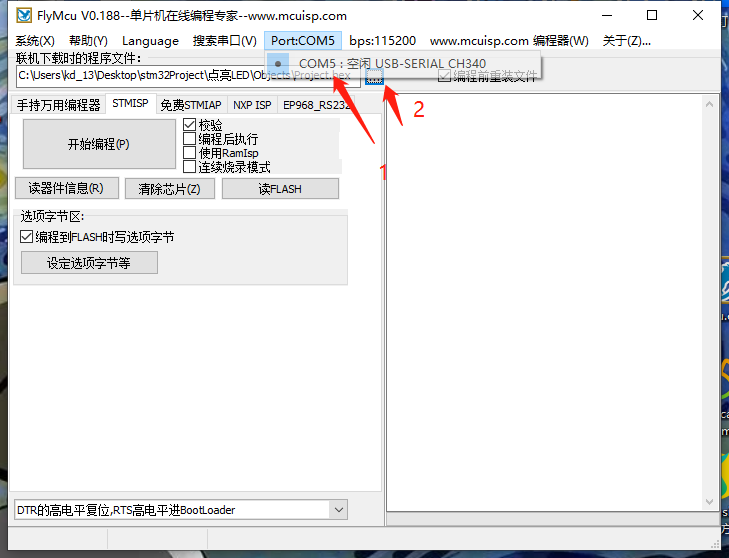 FlyMcu V0.188--单片机在线编程专家--www.mcuisp.com
系统(X) 帮助(Y) Language 搜索串口(V) Port:COM5 bps:115200 www.mcuisp.com 编程器(W) 关于(Z)...
联机下载时的程序文件:
COM5 : 空闲 USB-SERIAL CH340
C:\Users\kd_13\Desktop\stm32Project\点亮LED\Objects\Project.hex
编程前重装文件
2
手持万用编程器 STMISP 免费STMIAP NXP ISP EP968_RS232
开始编程(P)
校验
编程后执行
使用RamIsp
连续烧录模式
1
读器件信息(R) 清除芯片(Z) 读FLASH
选项字节区:
编程到FLASH时写选项字节
设定选项字节等
DTR的高电平复位,RTS高电平进BootLoader